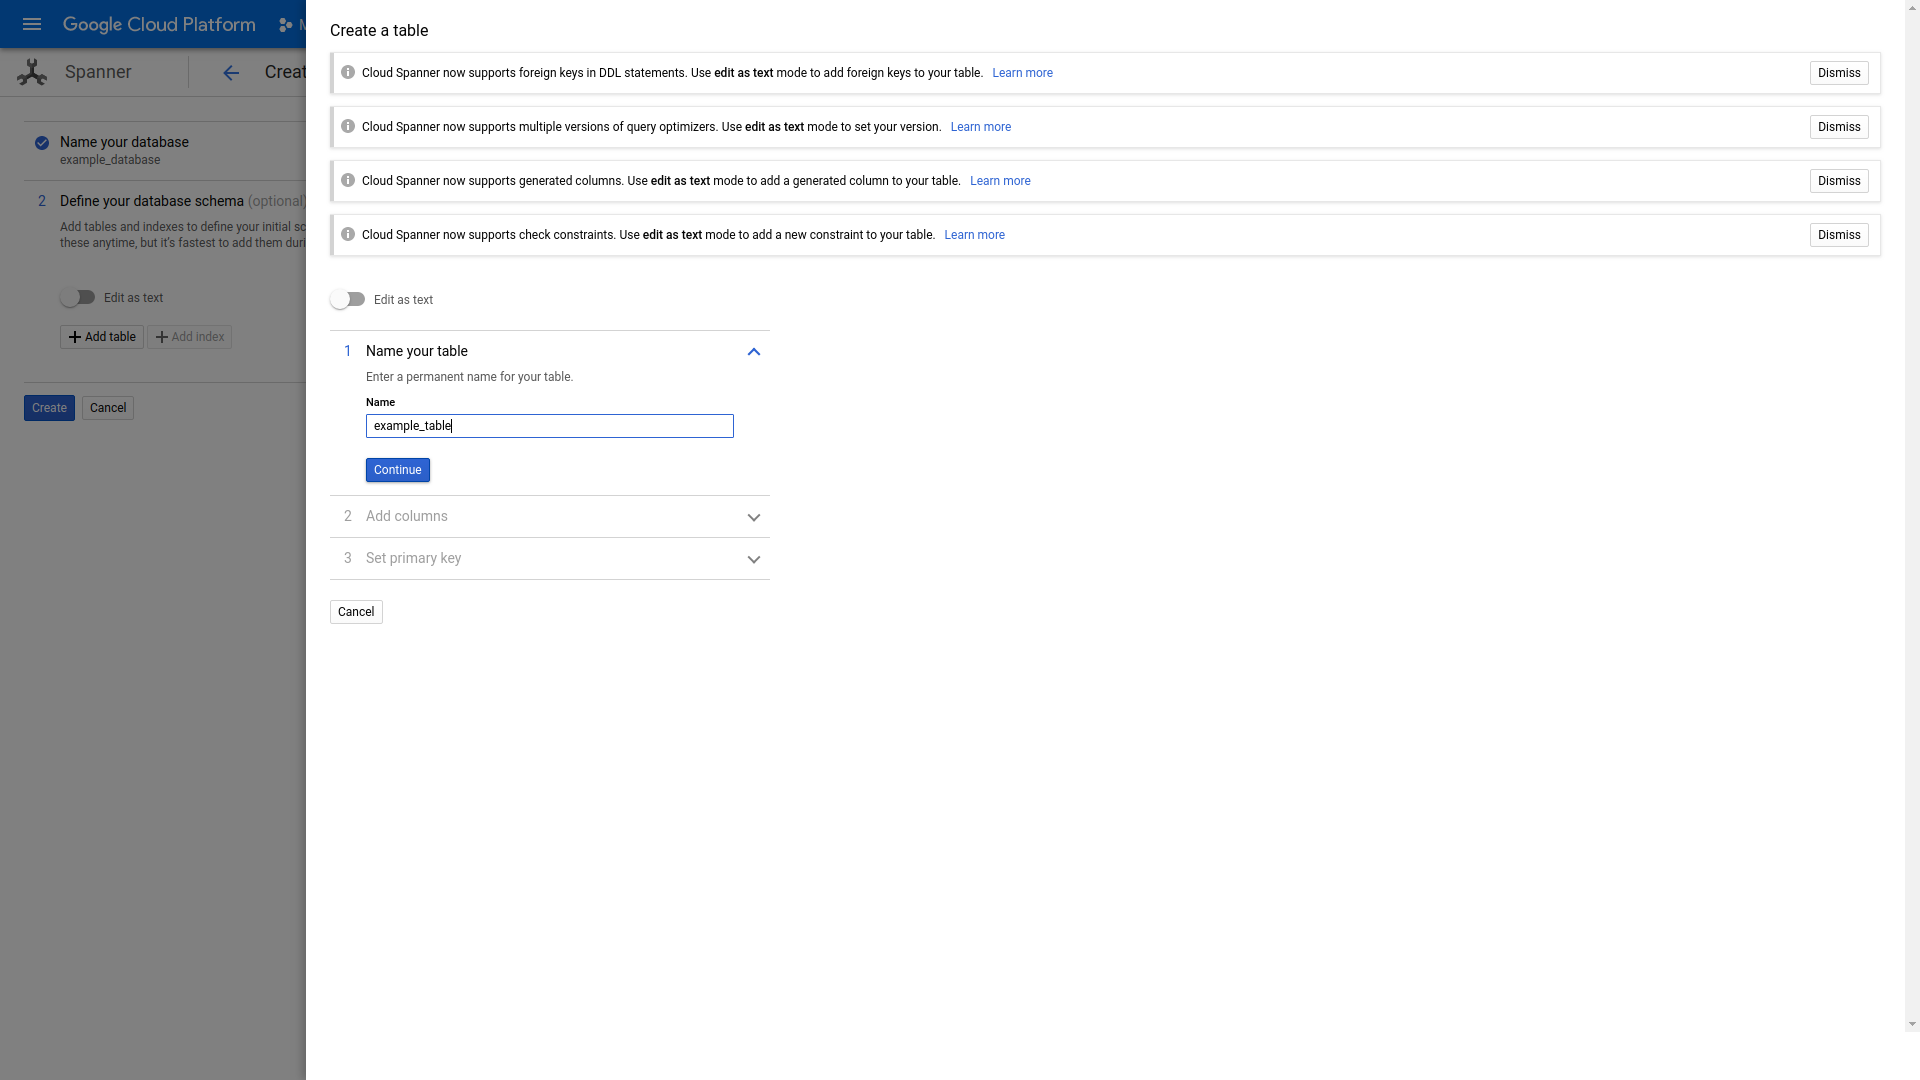 Google Cloud Platform
Spanner
Name your database
example_database
2 Define your database schema (optional)
Add tables and indexes to define your initial
these anytime, but it's fastest to add them
Edit as text
Add table
Add index
Create
Cancel
Create a table
Cloud Spanner now supports foreign keys in DDL statements. Use edit as text mode to add foreign keys to your table. Learn more
Dismiss
Cloud Spanner now supports multiple versions of query optimizers. Use edit as text mode to set your version. Learn more
Dismiss
Cloud Spanner now supports generated columns. Use edit as text mode to add a generated column to your table. Learn more
Dismiss
Cloud Spanner now supports check constraints. Use edit as text mode to add a new constraint to your table. Learn more
Dismiss
Edit as text
1 Name your table
Enter a permanent name for your table.
Name
example_table
Continue
2 Add columns
3 Set primary key
Cancel